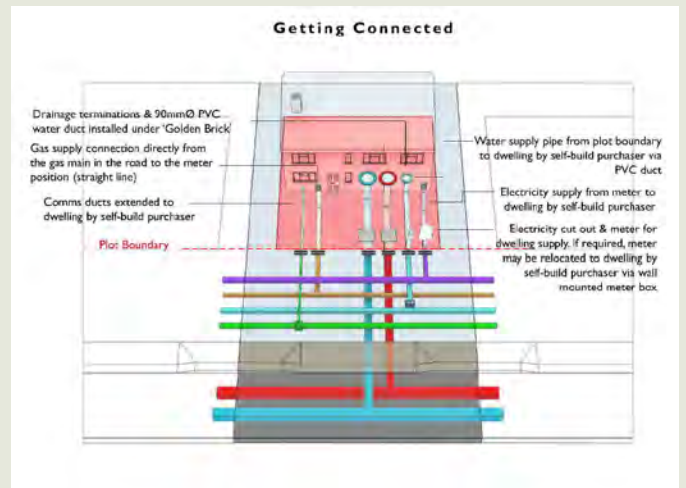 Getting Connected
Drainage terminations & 90mmØ PVC
water duct installed under 'Golden Brick'
Gas supply connection directly from
the gas main in the road to the meter
position (straight line)
Comms ducts extended to
dwelling by self-build purchaser
Plot Boundary
Water supply pipe from plot boundary
to dwelling by self-build purchaser via
PVC duct
Electricity supply from meter to
dwelling by self-build purchaser
Electricity cut out & meter for
dwelling supply. If required, meter
may be relocated to dwelling by
self-build purchaser via wall
mounted meter box.